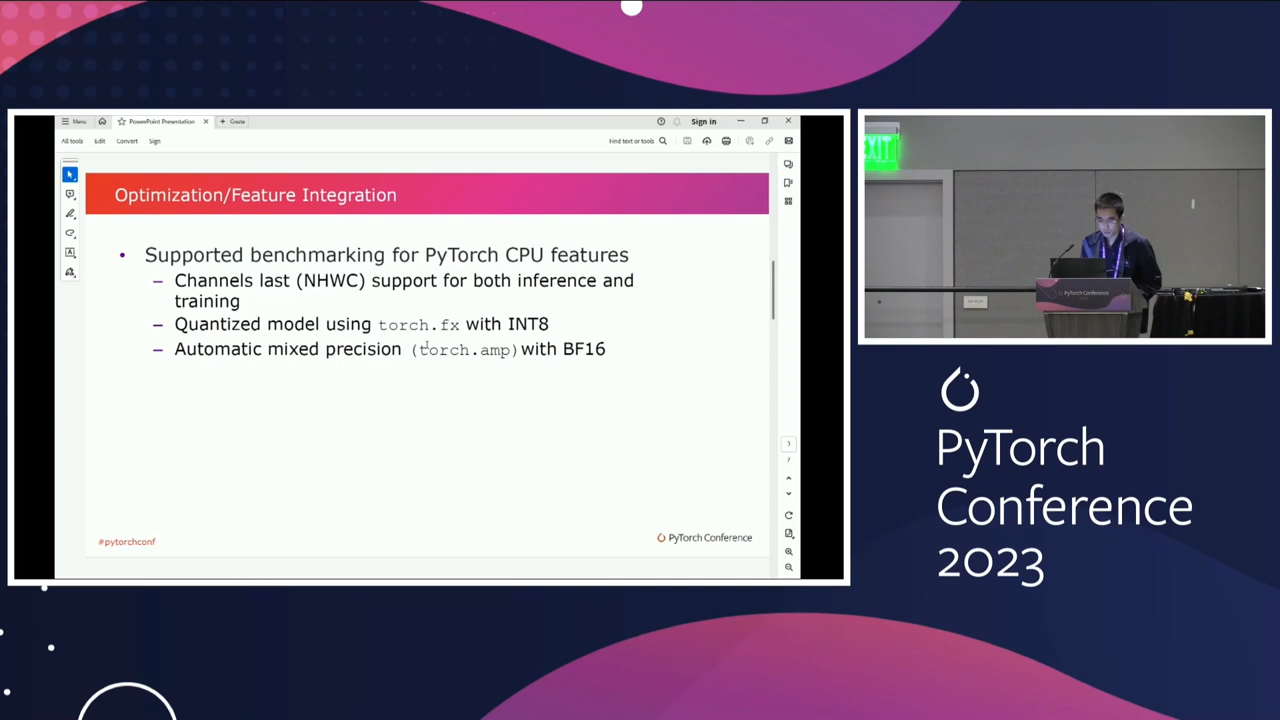 Menu
PowerPoint Presentation
Create
Sign in
All tools
Edit
Convert
Sign
Find text or tools
Optimization/Feature Integration
• Supported benchmarking for PyTorch CPU features
– Channels last (NHWC) support for both inference and
training
– Quantized model using torch.fx with INT8
– Automatic mixed precision (torch.amp)with BF16
3
7
#pytorchconf
PyTorch Conference
EXIT
PyTorch Conference
PyTorch
Conference
2023